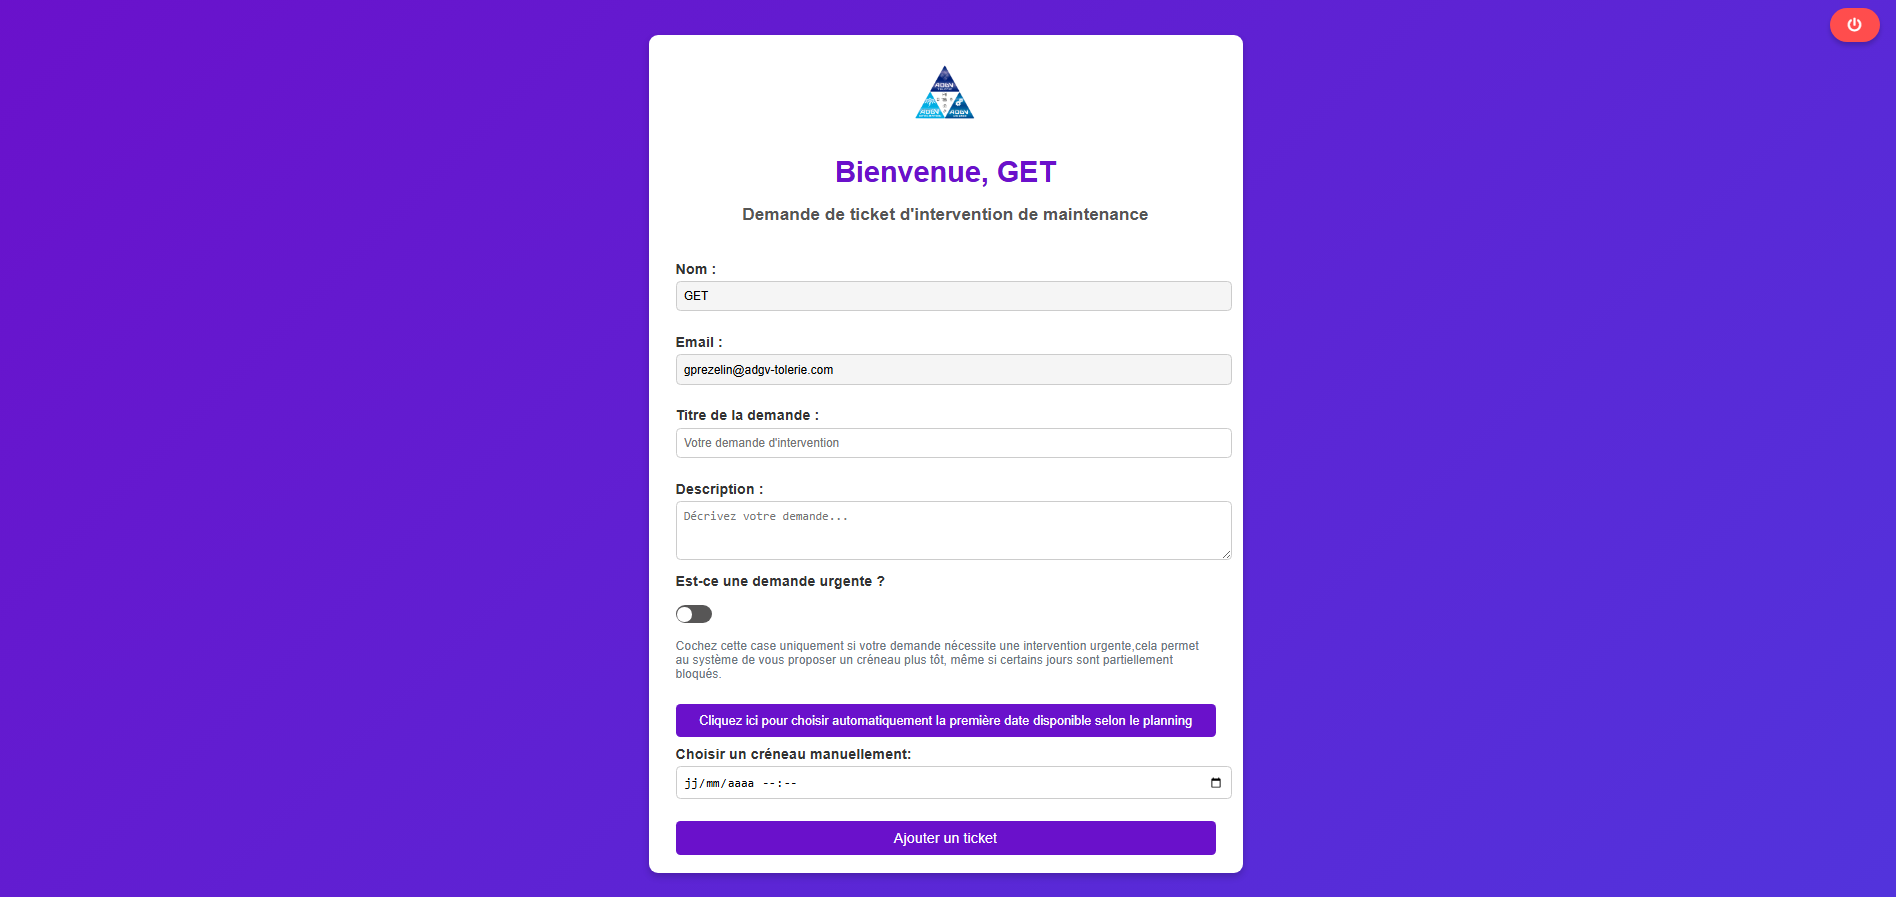 ADGV
ADGV
ADGV
Bienvenue, GET
Demande de ticket d'intervention de maintenance
Nom :
GET
Email :
gprezelin@adgv-tolerie.com
Titre de la demande :
Votre demande d'intervention
Description :
Décrivez votre demande...
Est-ce une demande urgente ?
Cochez cette case uniquement si votre demande nécessite une intervention urgente,cela permet
au système de vous proposer un créneau plus tôt, même si certains jours sont partiellement
bloqués.
Cliquez ici pour choisir automatiquement la première date disponible selon le planning
Choisir un créneau manuellement:
jj/mm/aaaa --:--
Ajouter un ticket